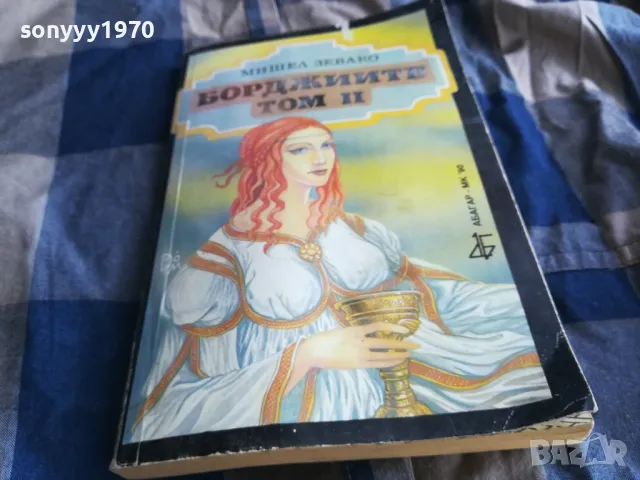 sonyyy1970
МИШЕЛ ЗЕВАКО
БОРДЖИИТЕ
ТОМ II
АБАГАР - МК '90
BAZAR